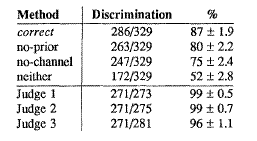 Method Discrimination %
correct 286/329 87 ± 1.9
no-prior 263/329 80 ± 2.2
no-channel 247/329 75 ± 2.4
neither 172/329 52 ± 2.8
Judge 1 271/273 99 ± 0.5
Judge 2 271/275 99 ± 0.7
Judge 3 271/281 96 ± 1.1